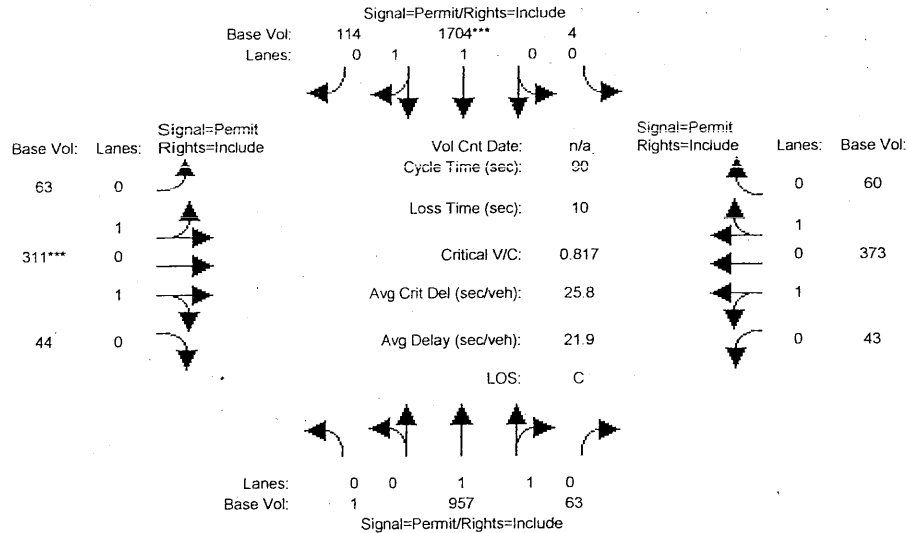 Signal=Permit/Rights=Include
Base Vol: 114 1704*** 4
Lanes: 0 1 1 0 0
Signal=Permit
Base Vol: Lanes: Rights=Include
63 0
1
311*** 0
1
44 0
Vol Cnt Date: n/a
Cycle Time (sec): 90
Loss Time (sec): 10
Critical V/C: 0.817
Avg Crit Del (sec/veh): 25.8
Avg Delay (sec/veh): 21.9
LOS: C
Signal=Permit
Rights=Include Lanes: Base Vol:
0 60
1
0 373
1
0 43
Lanes: 0 0 1 1 0
Base Vol: 1 957 63
Signal=Permit/Rights=Include